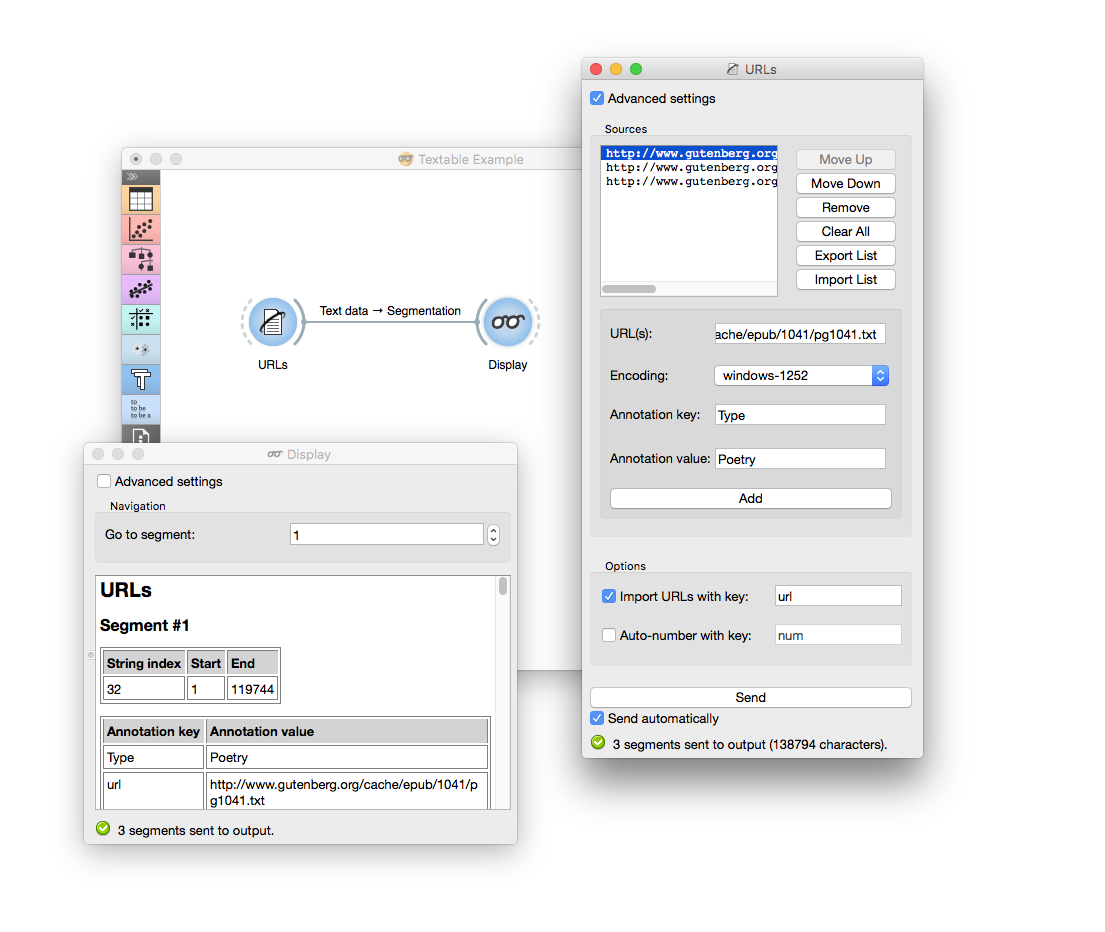 URLs
Advanced settings
Sources
http://www.gutenberg.org
http://www.gutenberg.org
http://www.gutenberg.org
Move Up
Move Down
Remove
Clear All
Export List
Import List
URL(s):
ache/epub/1041/pg1041.txt
Encoding:
windows-1252
Annotation key:
Type
Annotation value:
Poetry
Add
Options
Import URLs with key:
url
Auto-number with key:
num
Send
Send automatically
3 segments sent to output (138794 characters).
Textable Example
to
to be
to be a
Text data → Segmentation
URLs
Display
Display
Advanced settings
Navigation
Go to segment:
1
URLs
Segment #1
String index Start End
32 1 119744
Annotation key Annotation value
Type Poetry
url http://www.gutenberg.org/cache/epub/1041/p
g1041.txt
3 segments sent to output.